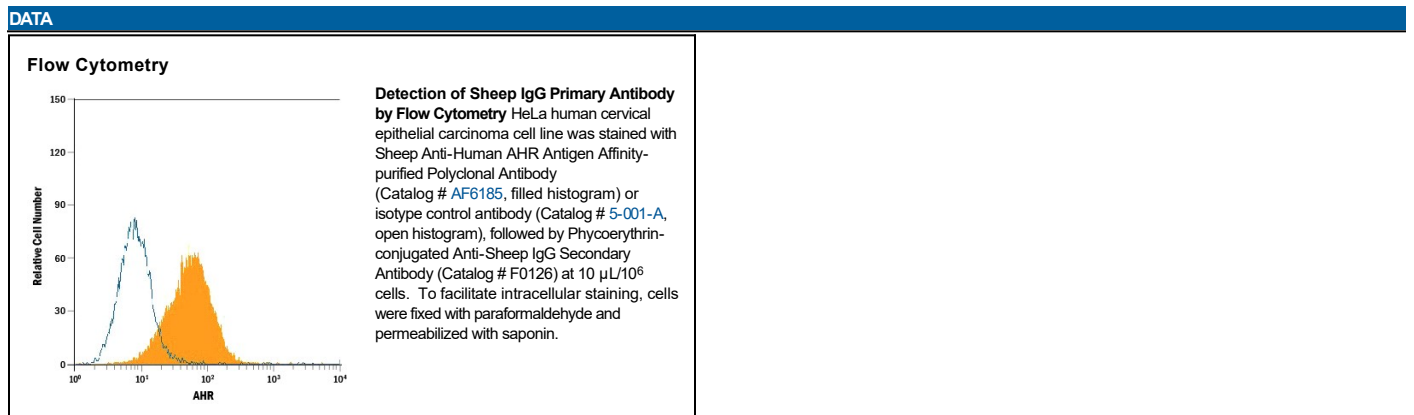 DATA
Flow Cytometry
150
120
90
60
30
0
Relative Cell Number
10⁰ 10¹ 10² 10³ 10⁴
AHR
Detection of Sheep IgG Primary Antibody
by Flow Cytometry HeLa human cervical
epithelial carcinoma cell line was stained with
Sheep Anti-Human AHR Antigen Affinity-
purified Polyclonal Antibody
(Catalog # AF6185, filled histogram) or
isotype control antibody (Catalog # 5-001-A,
open histogram), followed by Phycoerythrin-
conjugated Anti-Sheep IgG Secondary
Antibody (Catalog # F0126) at 10 µL/10⁶
cells. To facilitate intracellular staining, cells
were fixed with paraformaldehyde and
permeabilized with saponin.